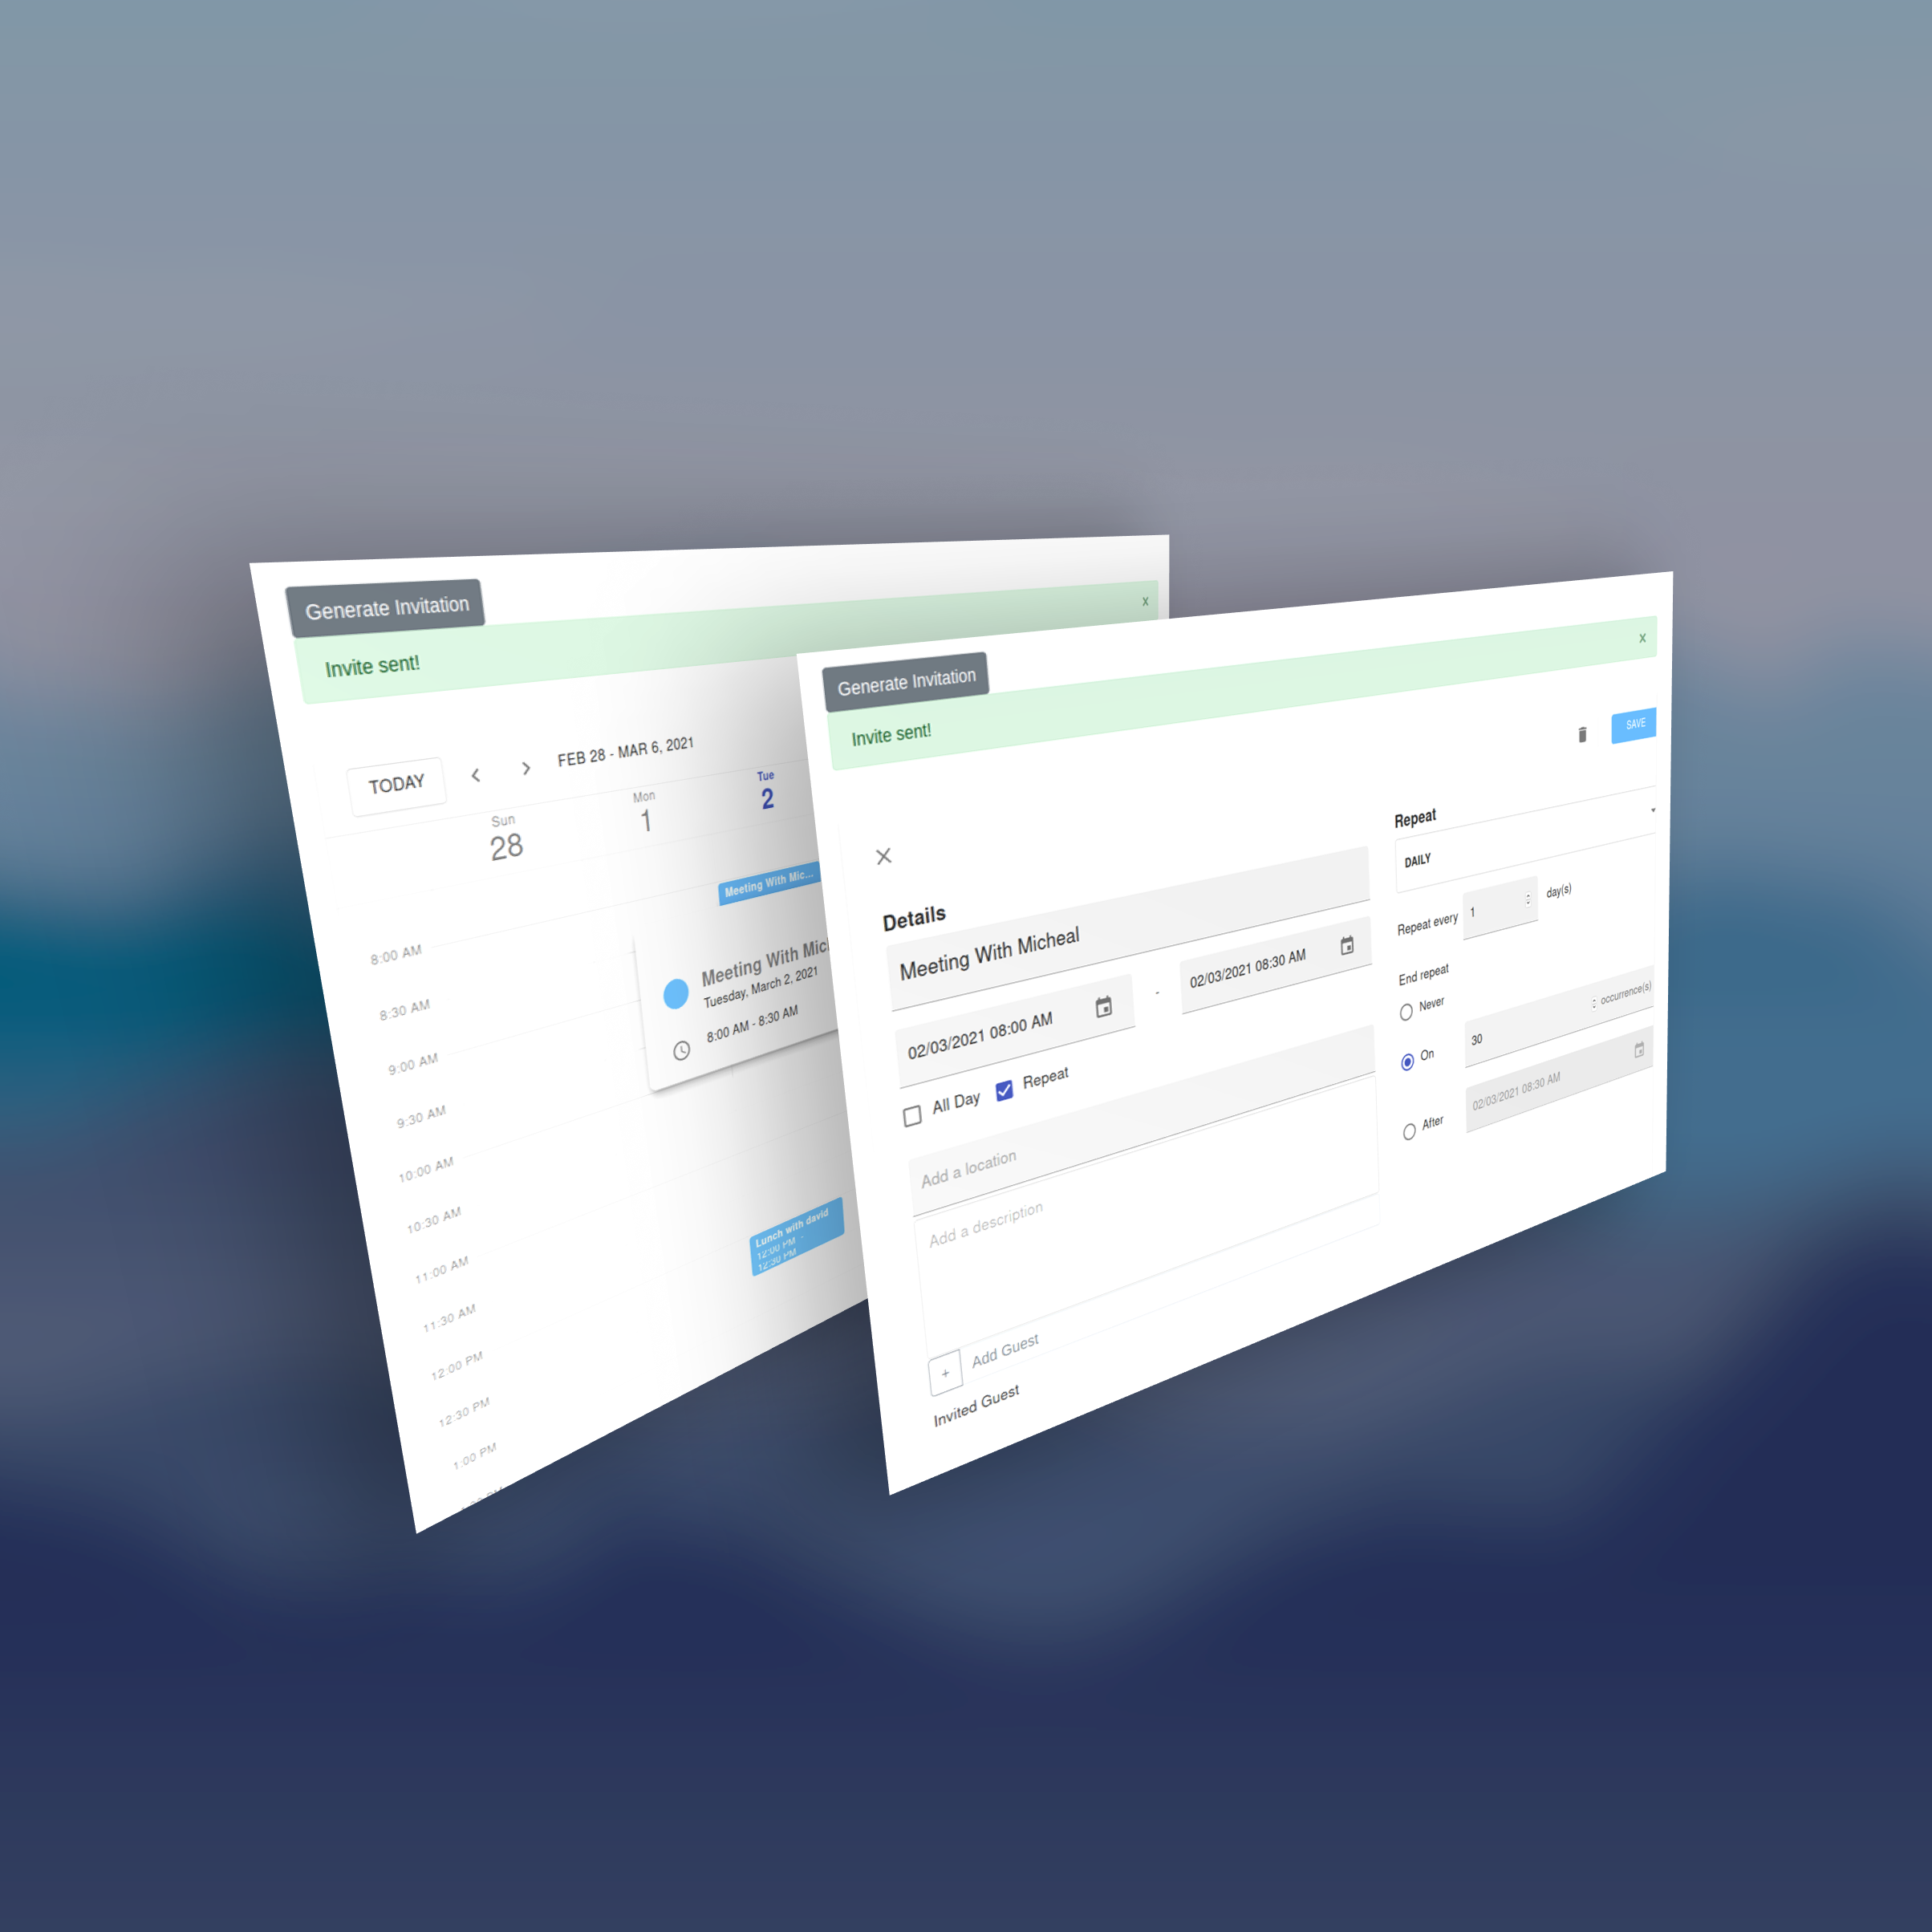 Generate Invitation
x
Invite sent!
TODAY
FEB 28 - MAR 6, 2021
Sun
28
Mon
1
Tue
2
Meeting With Mic...
8:00 AM
8:30 AM
9:00 AM
9:30 AM
10:00 AM
10:30 AM
11:00 AM
11:30 AM
12:00 PM
12:30 PM
1:00 PM
Meeting With Mic
Tuesday, March 2, 2021
8:00 AM - 8:30 AM
Lunch with david
12:00 PM -
12:30 PM
Generate Invitation
x
Invite sent!
SAVE
Details
Meeting With Micheal
02/03/2021 08:00 AM
-
02/03/2021 08:30 AM
All Day
Repeat
Add a location
Add a description
+ Add Guest
Invited Guest
Repeat
DAILY
Repeat every 1 day(s)
End repeat
Never
On
30 occurrence(s)
After
02/03/2021 08:30 AM